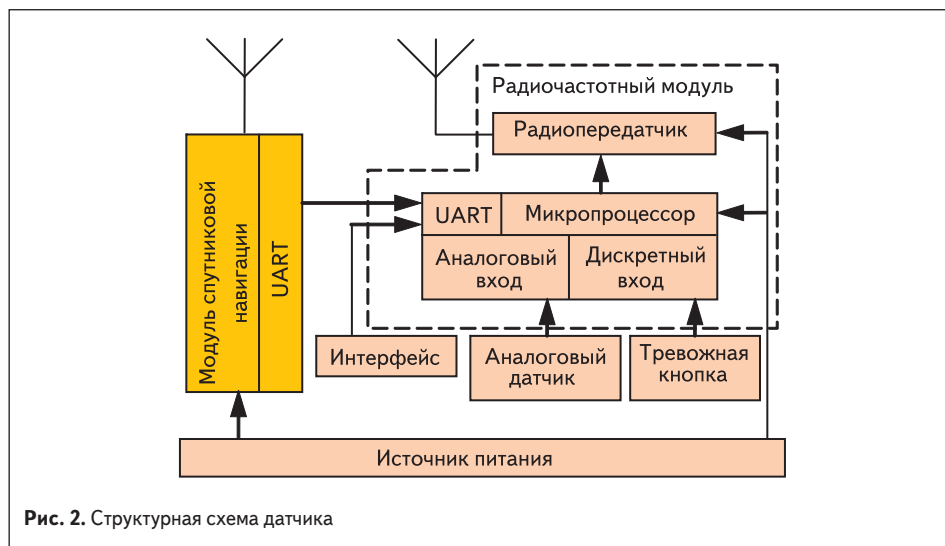 Радиочастотный модуль
Радиопередатчик
Модуль спутниковой
навигации
UART
UART
Микропроцессор
Аналоговый
вход
Дискретный
вход
Интерфейс
Аналоговый
датчик
Тревожная
кнопка
Источник питания
Рис. 2. Структурная схема датчика